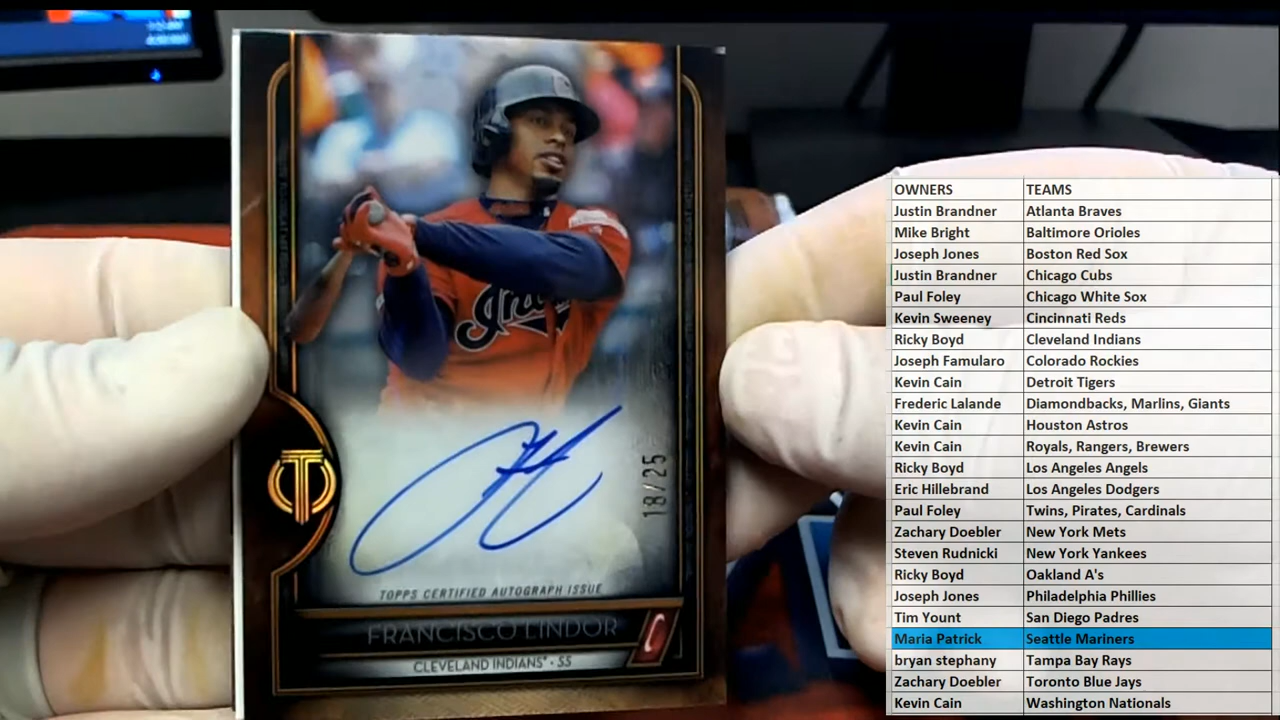 Indi
18/25
TOPPS CERTIFIED AUTOGRAPH ISSUE
FRANCISCO LINDOR
C
CLEVELAND INDIANS • SS
OWNERS TEAMS
Justin Brandner Atlanta Braves
Mike Bright Baltimore Orioles
Joseph Jones Boston Red Sox
Justin Brandner Chicago Cubs
Paul Foley Chicago White Sox
Kevin Sweeney Cincinnati Reds
Ricky Boyd Cleveland Indians
Joseph Famularo Colorado Rockies
Kevin Cain Detroit Tigers
Frederic Lalande Diamondbacks, Marlins, Giants
Kevin Cain Houston Astros
Kevin Cain Royals, Rangers, Brewers
Ricky Boyd Los Angeles Angels
Eric Hillebrand Los Angeles Dodgers
Paul Foley Twins, Pirates, Cardinals
Zachary Doebler New York Mets
Steven Rudnicki New York Yankees
Ricky Boyd Oakland A's
Joseph Jones Philadelphia Phillies
Tim Yount San Diego Padres
Maria Patrick Seattle Mariners
bryan stephany Tampa Bay Rays
Zachary Doebler Toronto Blue Jays
Kevin Cain Washington Nationals